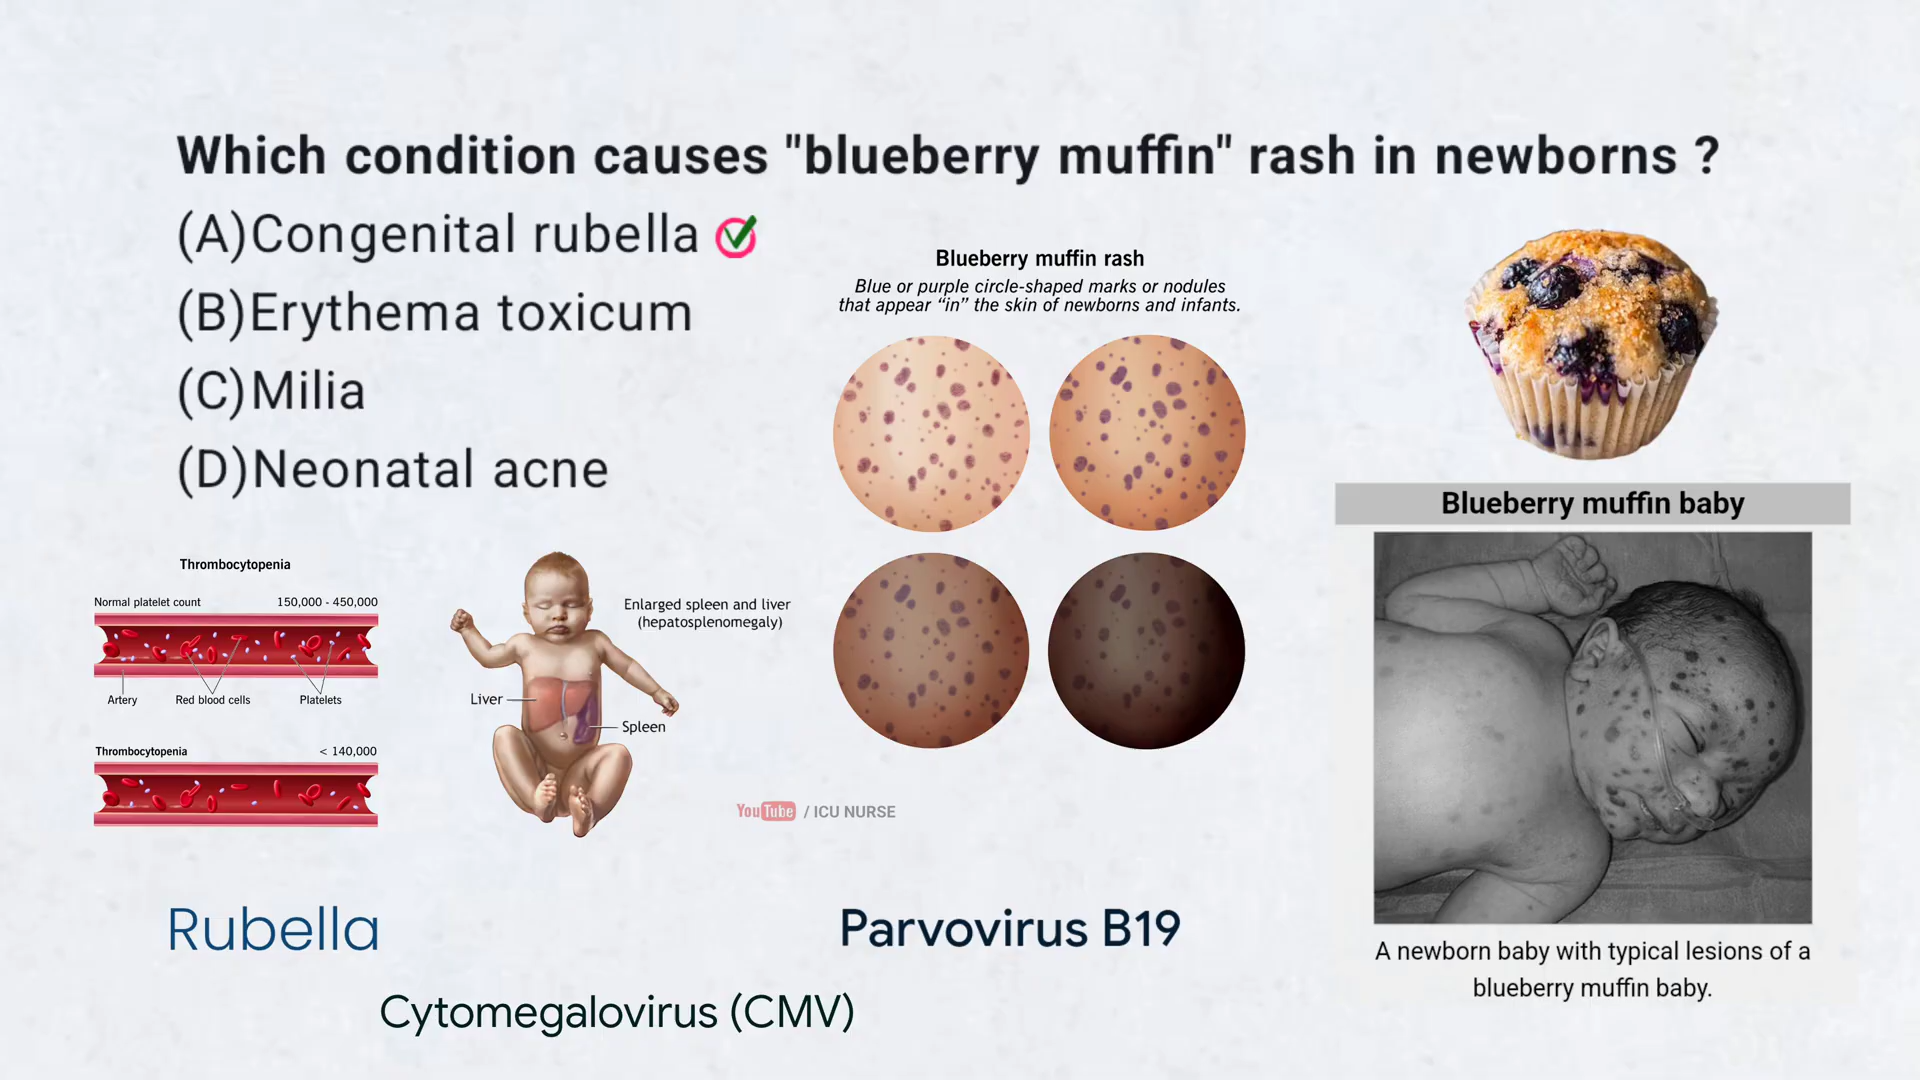 Which condition causes "blueberry muffin" rash in newborns ?
(A)Congenital rubella
(B)Erythema toxicum
(C)Milia
(D)Neonatal acne
Blueberry muffin rash
Blue or purple circle-shaped marks or nodules
that appear “in” the skin of newborns and infants.
Blueberry muffin baby
A newborn baby with typical lesions of a
blueberry muffin baby.
Thrombocytopenia
Normal platelet count 150,000 - 450,000
Artery Red blood cells Platelets
Thrombocytopenia < 140,000
Enlarged spleen and liver
(hepatosplenomegaly)
Liver
Spleen
YouTube / ICU NURSE
Rubella
Parvovirus B19
Cytomegalovirus (CMV)